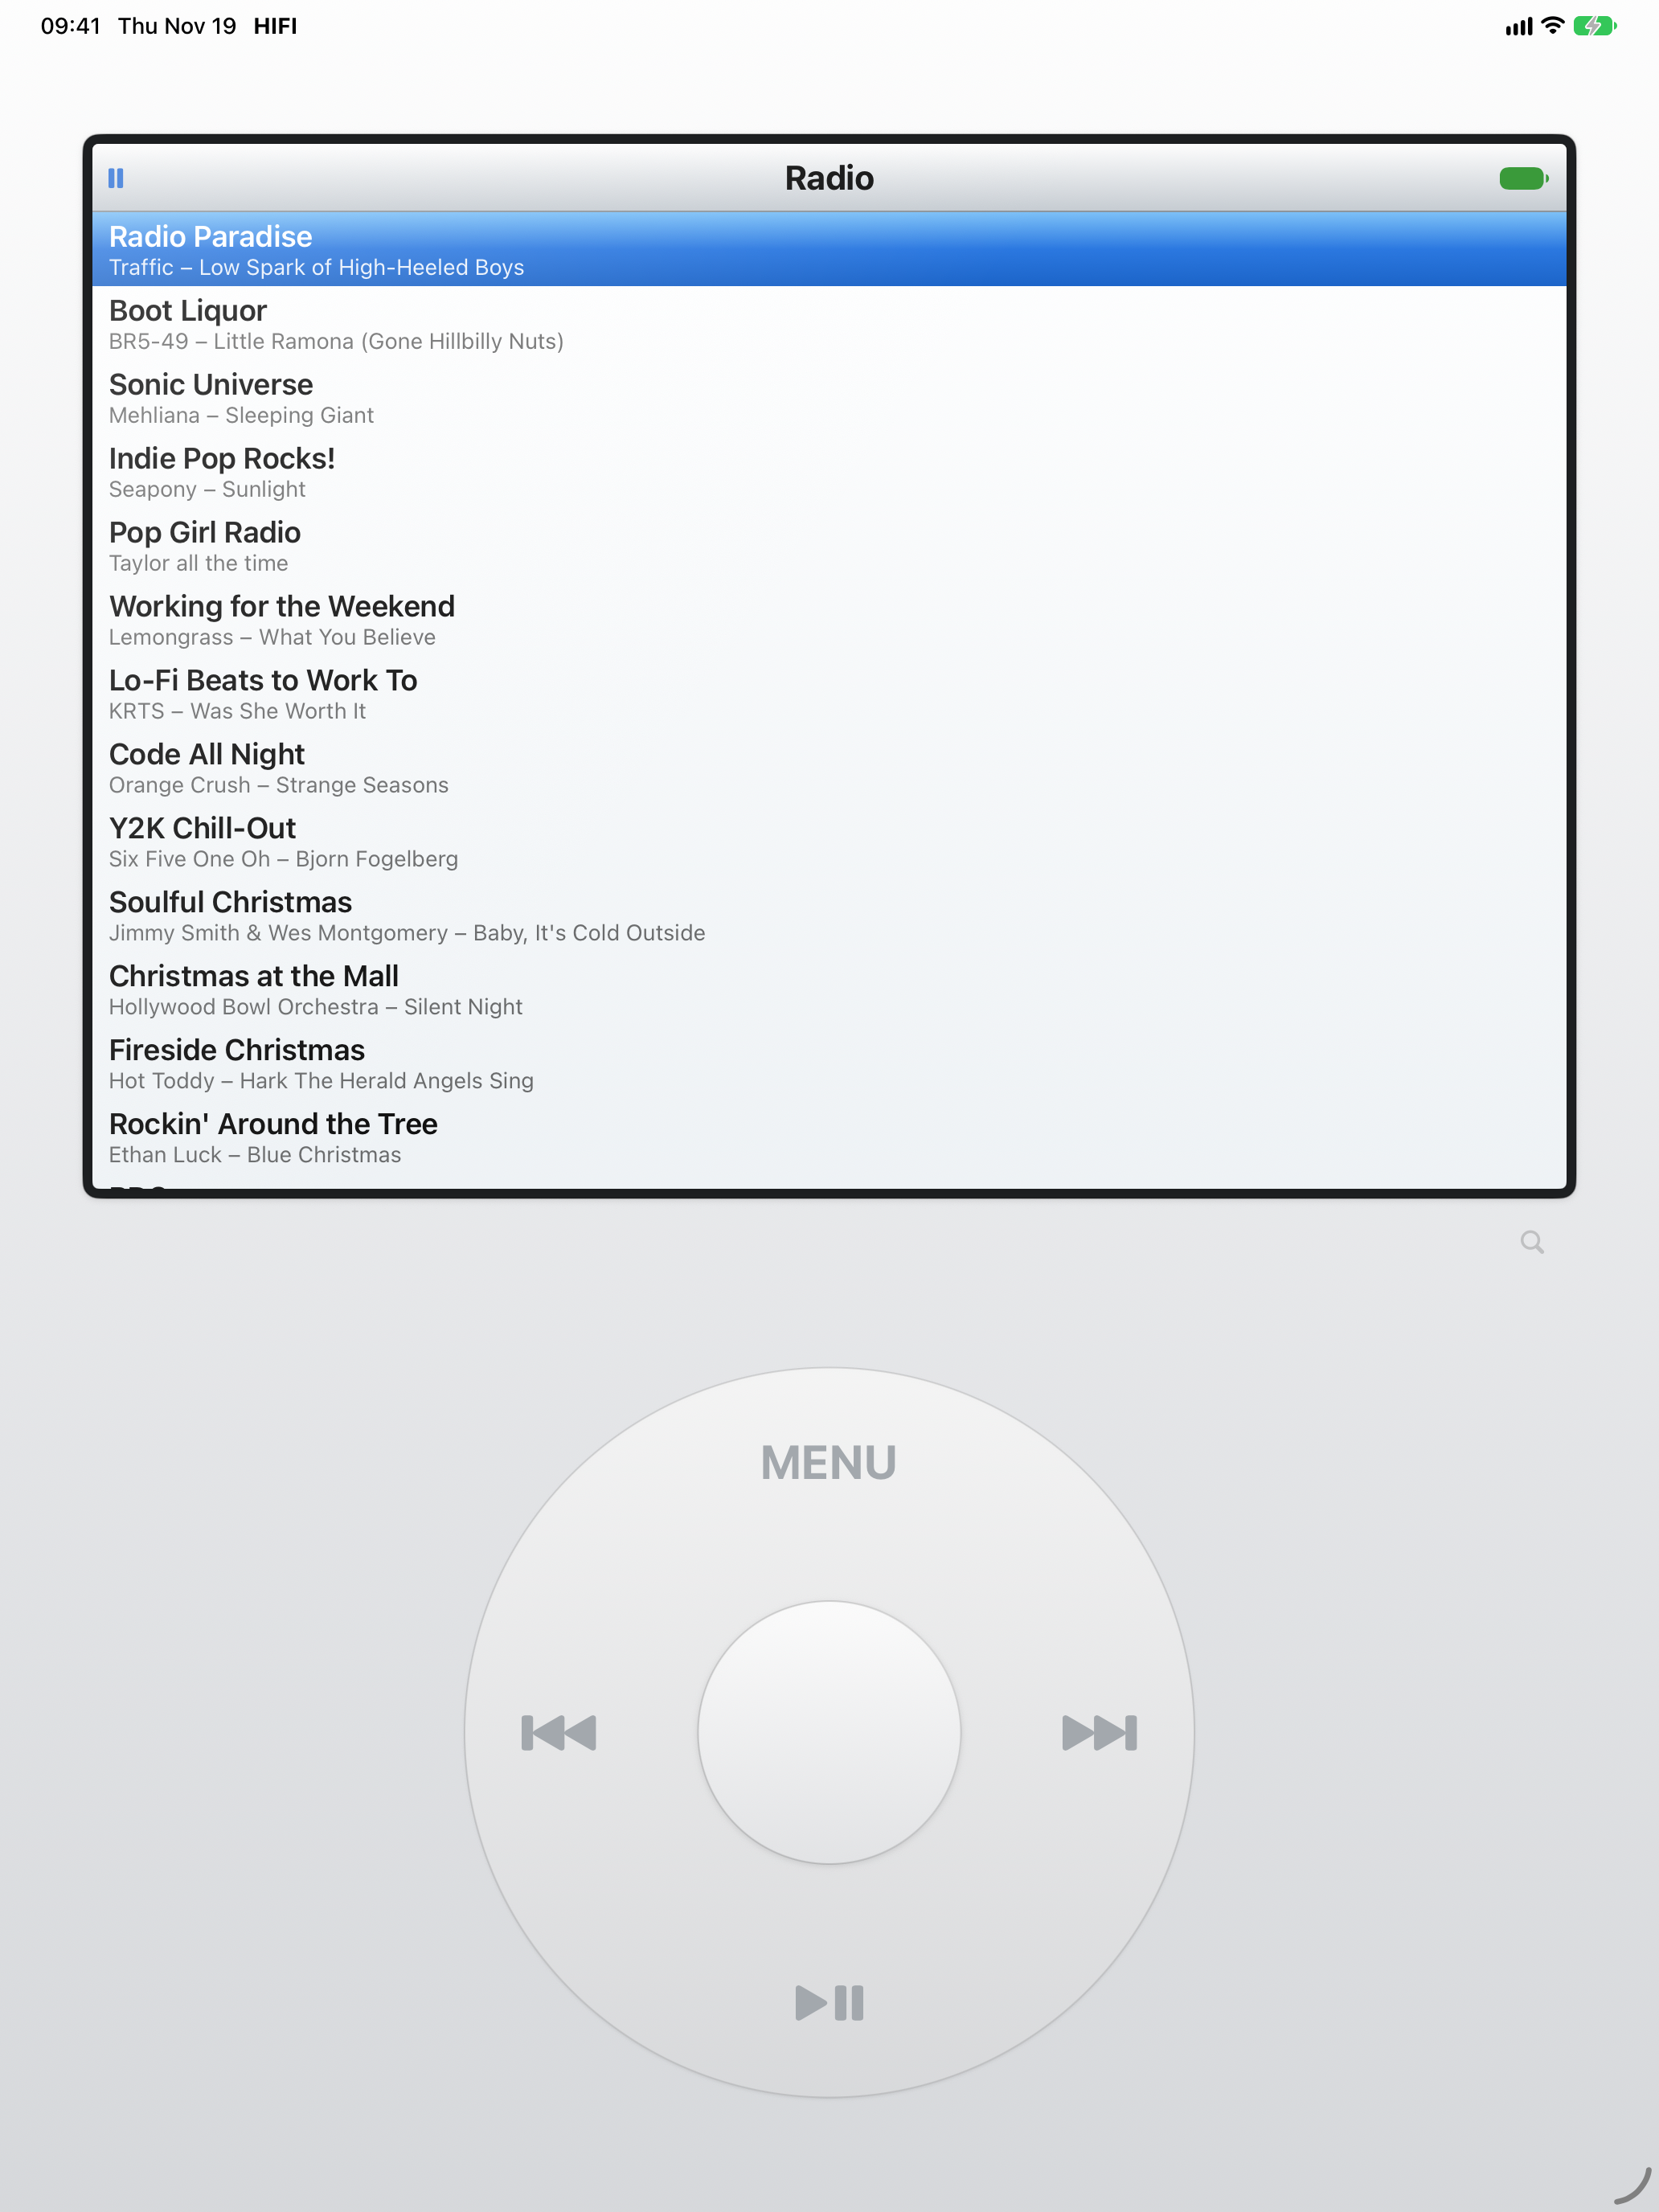 09:41 Thu Nov 19 HIFI
Radio
Radio Paradise
Traffic – Low Spark of High-Heeled Boys
Boot Liquor
BR5-49 – Little Ramona (Gone Hillbilly Nuts)
Sonic Universe
Mehliana – Sleeping Giant
Indie Pop Rocks!
Seapony – Sunlight
Pop Girl Radio
Taylor all the time
Working for the Weekend
Lemongrass – What You Believe
Lo-Fi Beats to Work To
KRTS – Was She Worth It
Code All Night
Orange Crush – Strange Seasons
Y2K Chill-Out
Six Five One Oh – Bjorn Fogelberg
Soulful Christmas
Jimmy Smith & Wes Montgomery – Baby, It's Cold Outside
Christmas at the Mall
Hollywood Bowl Orchestra – Silent Night
Fireside Christmas
Hot Toddy – Hark The Herald Angels Sing
Rockin' Around the Tree
Ethan Luck – Blue Christmas
MENU